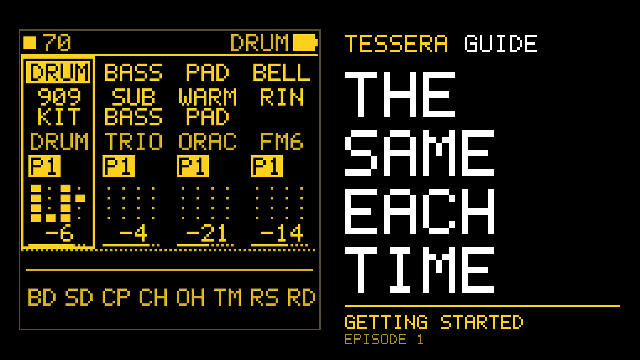 70 DRUM
DRUM BASS PAD BELL
909 SUB WARM RIN
KIT BASS PAD
DRUM TRIO ORAC FM6
P1 P1 P1 P1
-6 -4 -21 -14
BD SD CP CH OH TM RS RD
TESSERA GUIDE
THE
SAME
EACH
TIME
GETTING STARTED
EPISODE 1